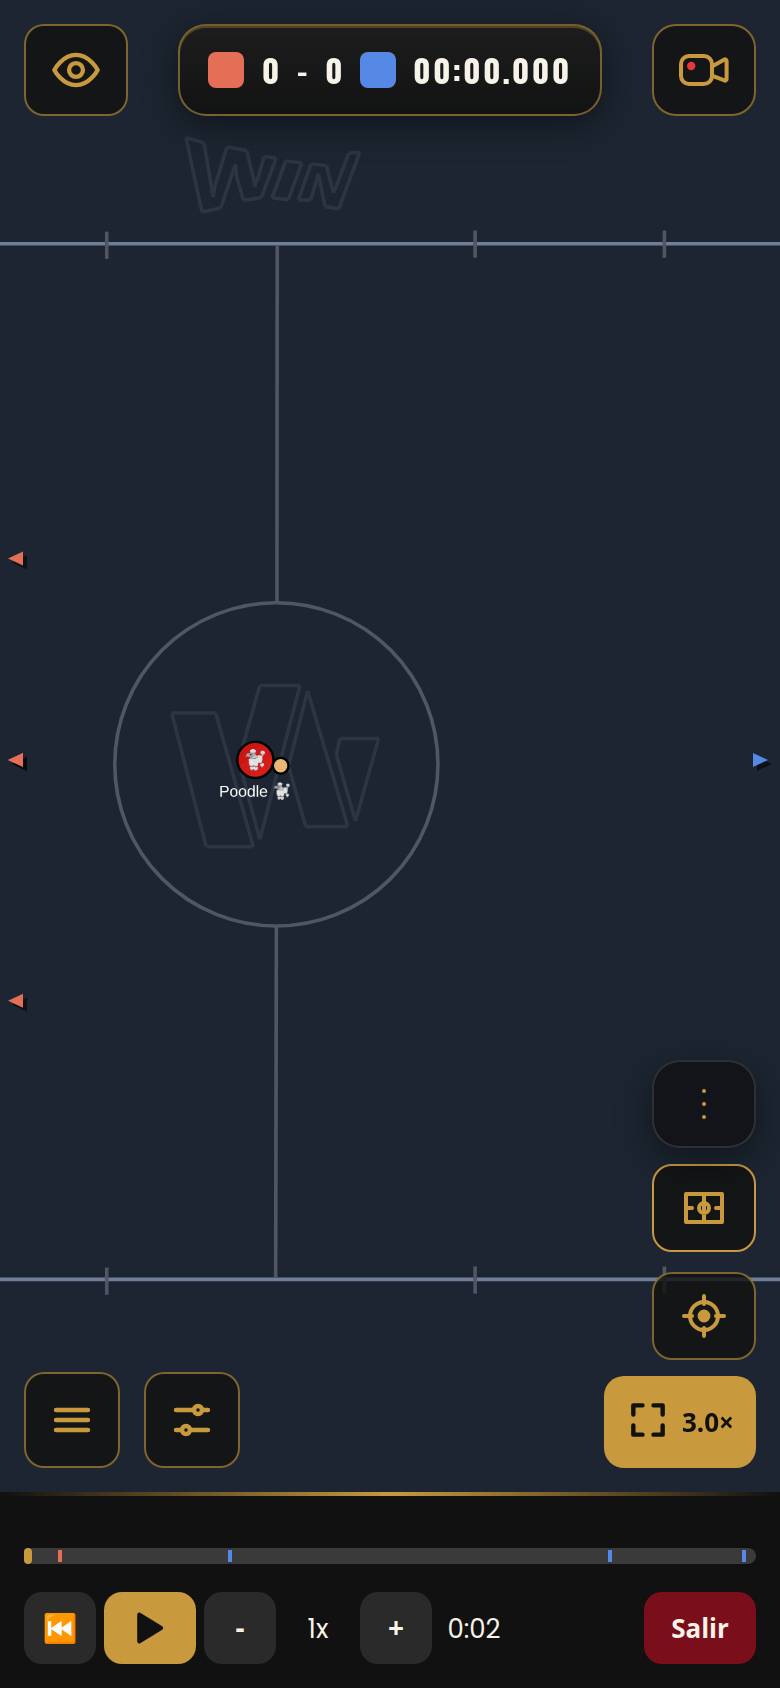 0 - 0 00:00.000
WIN
W
Poodle 🐩
3.0×
- 1x + 0:02 Salir